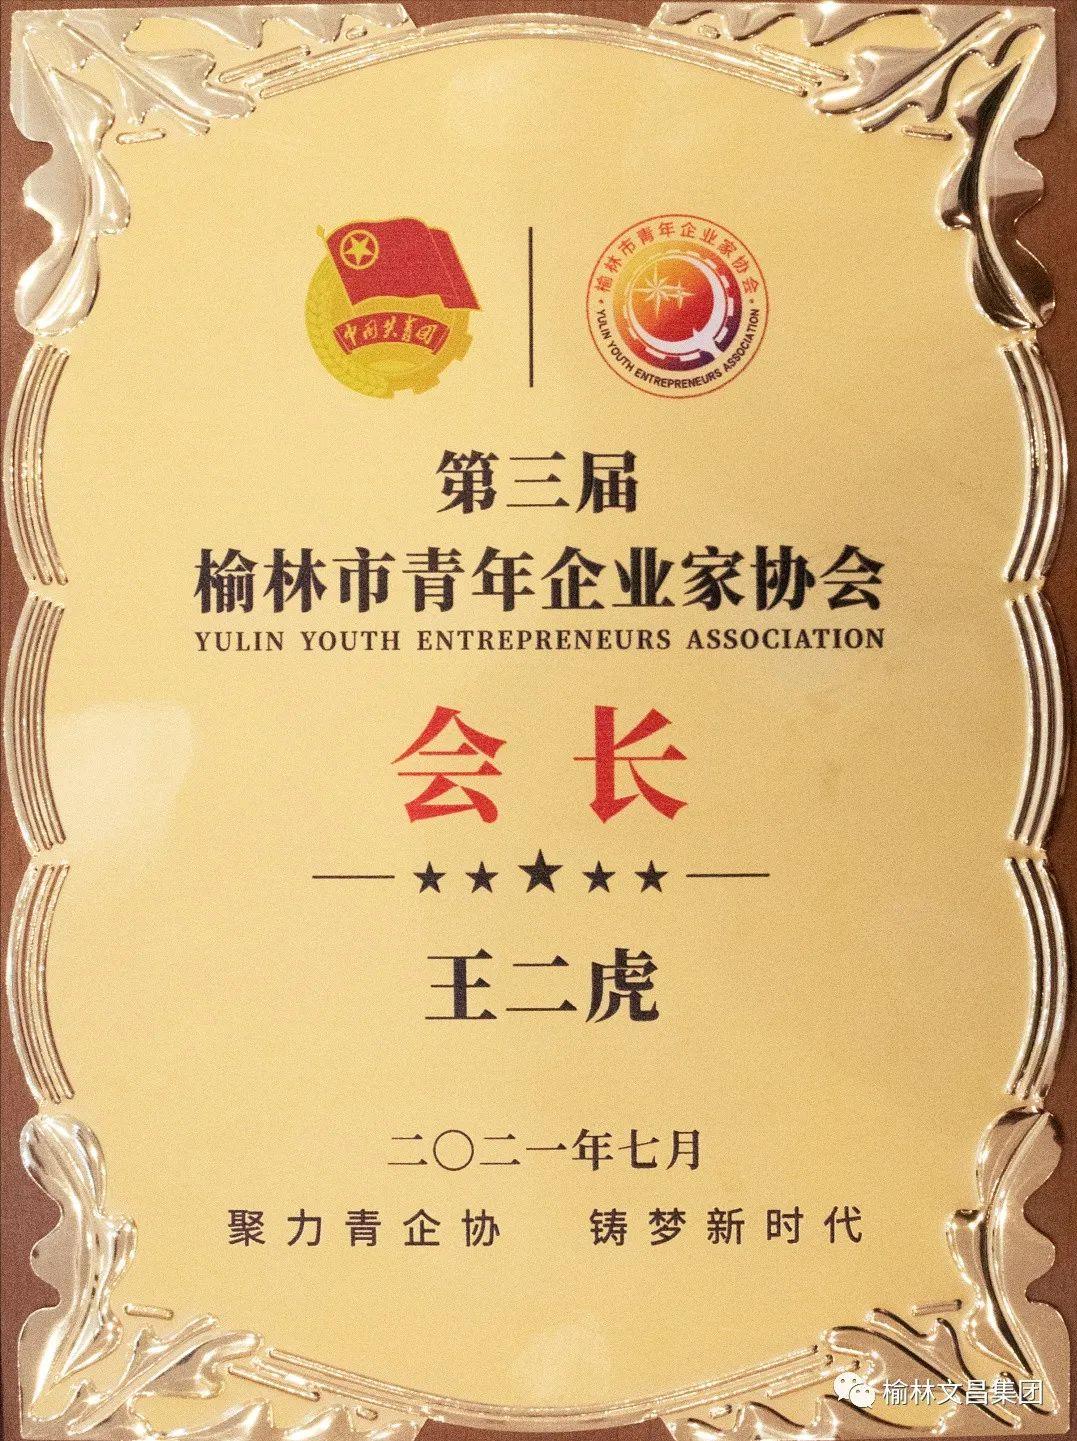 中国共青团
榆林市青年企业家协会
YULIN YOUTH ENTREPRENEURS ASSOCIATION
第三届
榆林市青年企业家协会
YULIN YOUTH ENTREPRENEURS ASSOCIATION
会长
王二虎
二〇二一年七月
聚力青企协 铸梦新时代
榆林文昌集团